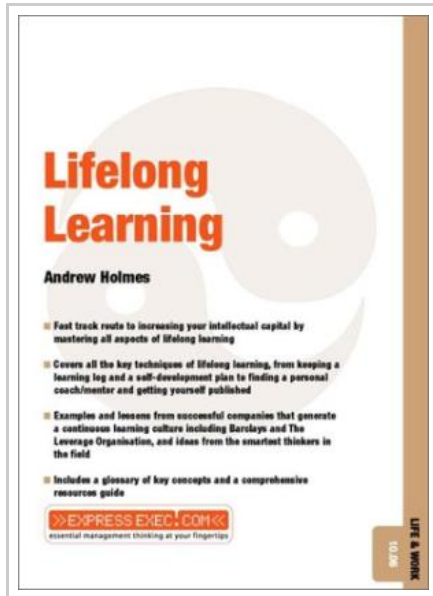 Lifelong
Learning
Andrew Holmes
Fast track route to increasing your intellectual capital by
mastering all aspects of lifelong learning
Covers all the key techniques of lifelong learning, from keeping a
learning log and a self-development plan to finding a personal
coach/mentor and getting yourself published
Examples and lessons from successful companies that generate
a continuous learning culture including Barclays and The
Leverage Organisation, and ideas from the smartest thinkers in
the field
Includes a glossary of key concepts and a comprehensive
resources guide
>>EXPRESS EXEC.COM<<
essential management thinking at your fingertips
LIFE & WORK
10.06